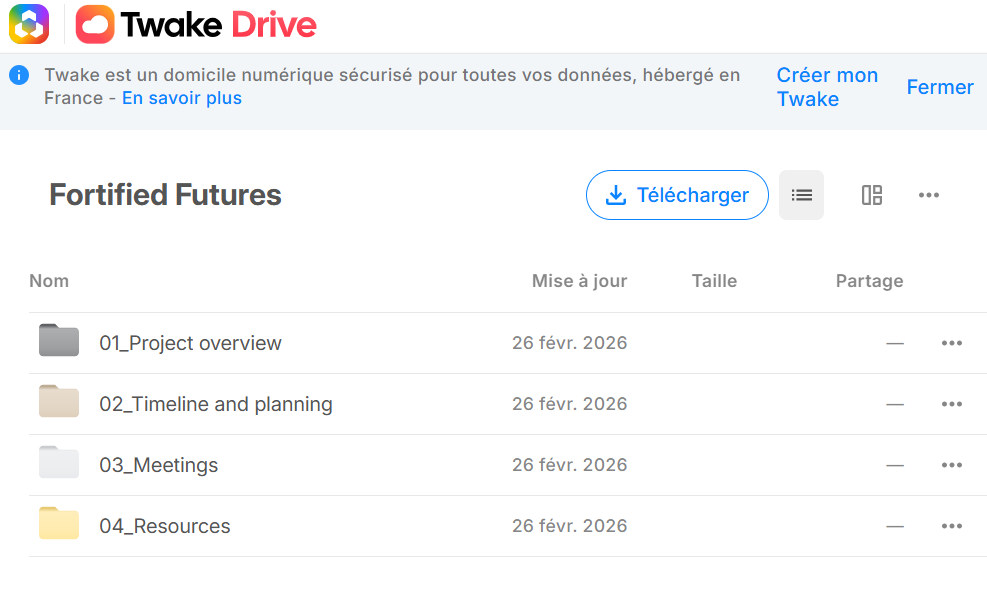 Twake Drive
Twake est un domicile numérique sécurisé pour toutes vos données, hébergé en
France - En savoir plus
Créer mon
Twake
Fermer
Fortified Futures
Télécharger
Nom Mise à jour Taille Partage
01_Project overview 26 févr. 2026 —
02_Timeline and planning 26 févr. 2026 —
03_Meetings 26 févr. 2026 —
04_Resources 26 févr. 2026 —